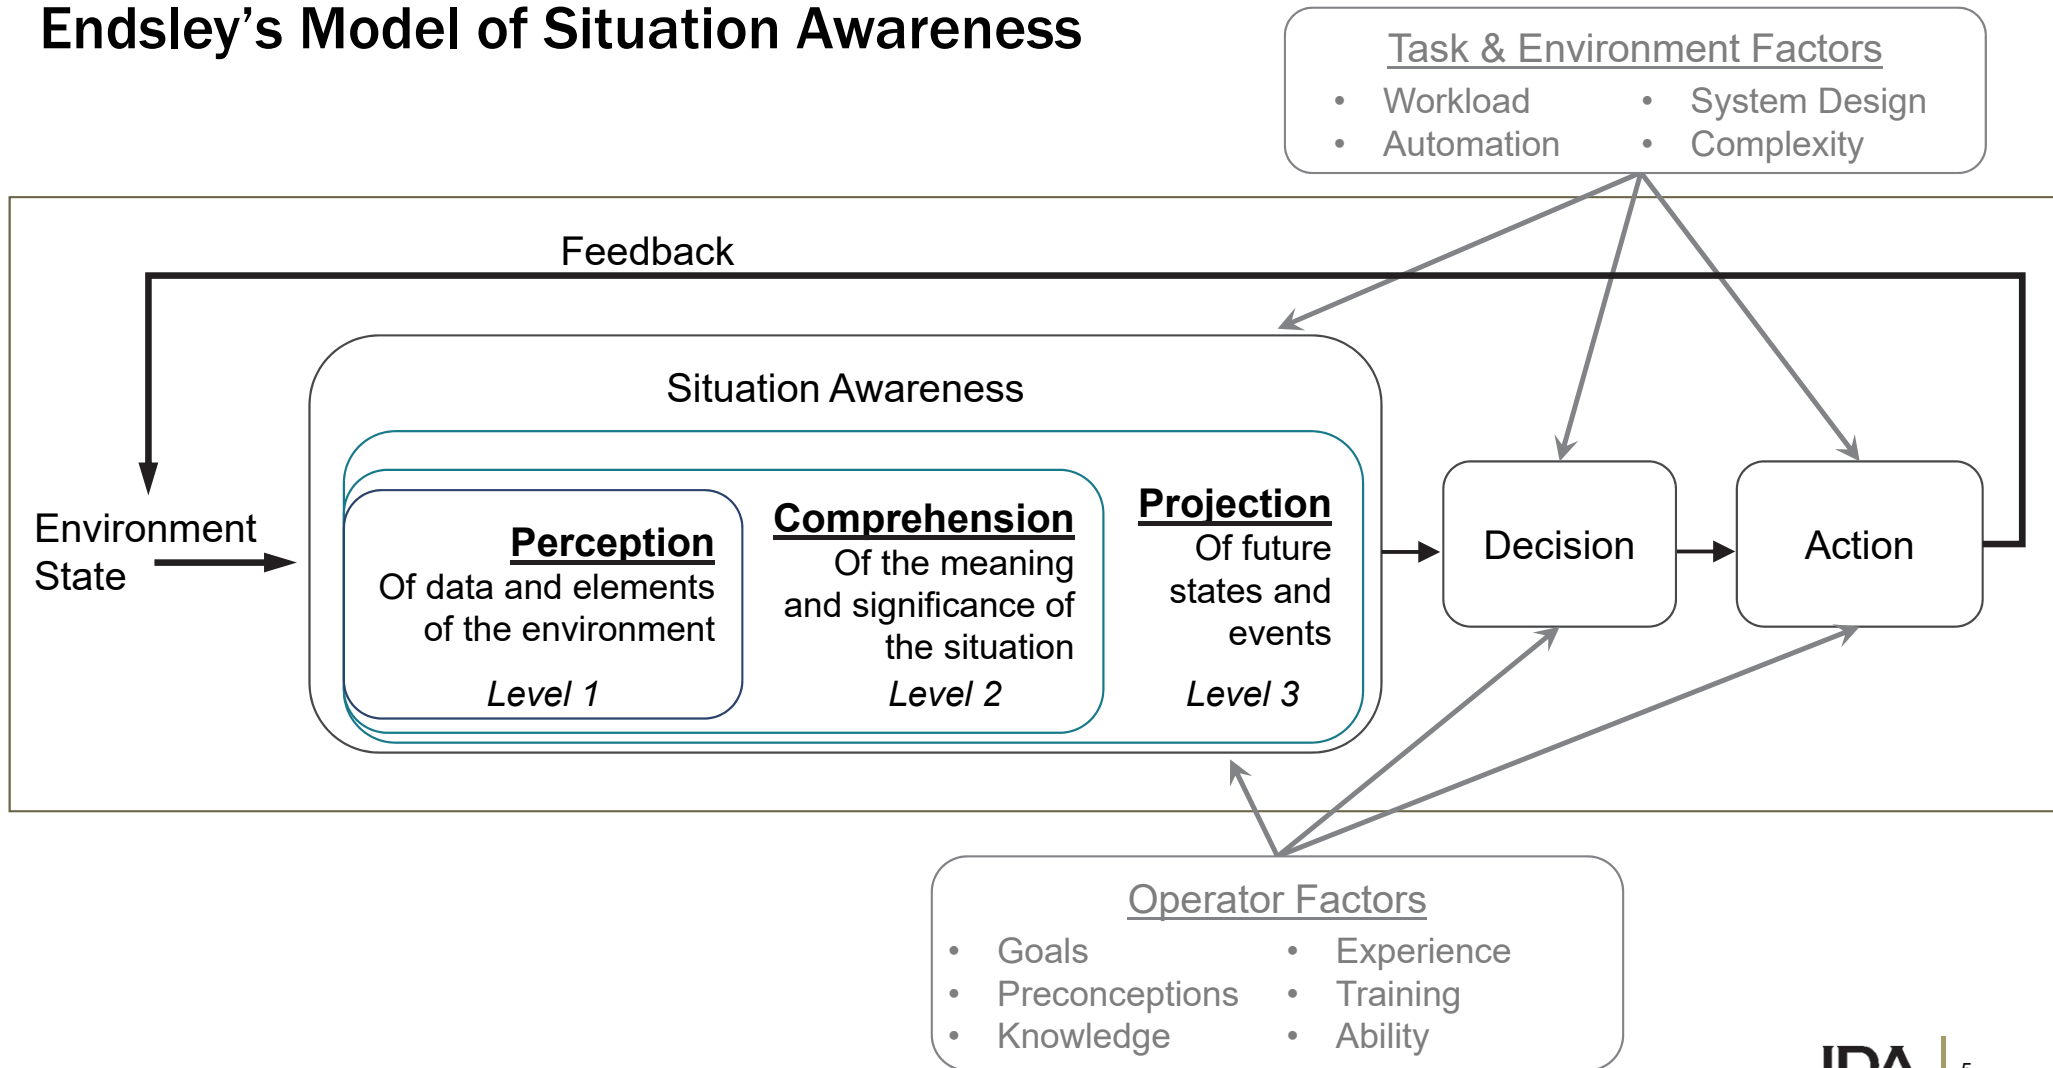 Endsley’s Model of Situation Awareness
Task & Environment Factors
• Workload
• Automation
• System Design
• Complexity
Feedback
Situation Awareness
Environment
State
Perception
Of data and elements
of the environment
Level 1
Comprehension
Of the meaning
and significance of
the situation
Level 2
Projection
Of future
states and
events
Level 3
Decision
Action
Operator Factors
• Goals
• Preconceptions
• Knowledge
• Experience
• Training
• Ability
IDA
5